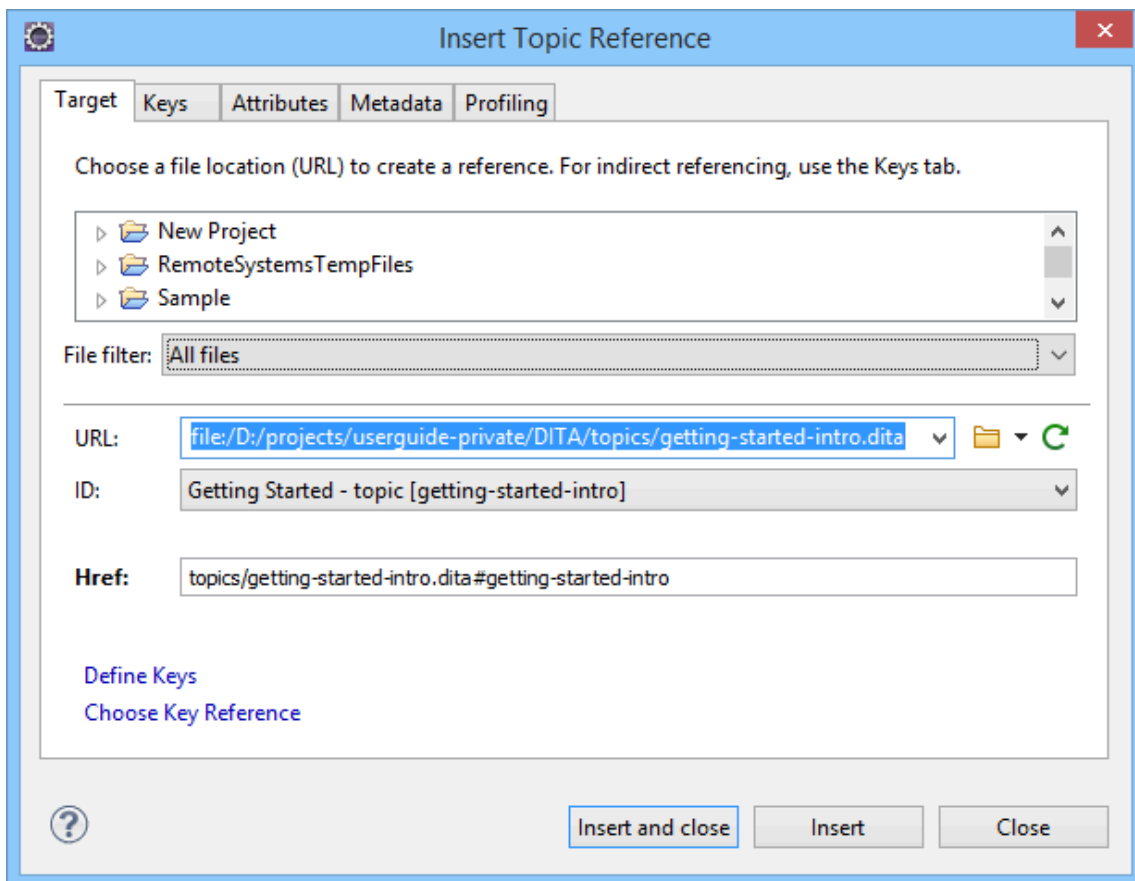 Insert Topic Reference
Target Keys Attributes Metadata Profiling
Choose a file location (URL) to create a reference. For indirect referencing, use the Keys tab.
New Project
RemoteSystemsTempFiles
Sample
File filter: All files
URL: file:/D:/projects/userguide-private/DITA/topics/getting-started-intro.dita
ID: Getting Started - topic [getting-started-intro]
Href: topics/getting-started-intro.dita#getting-started-intro
Define Keys
Choose Key Reference
? Insert and close Insert Close